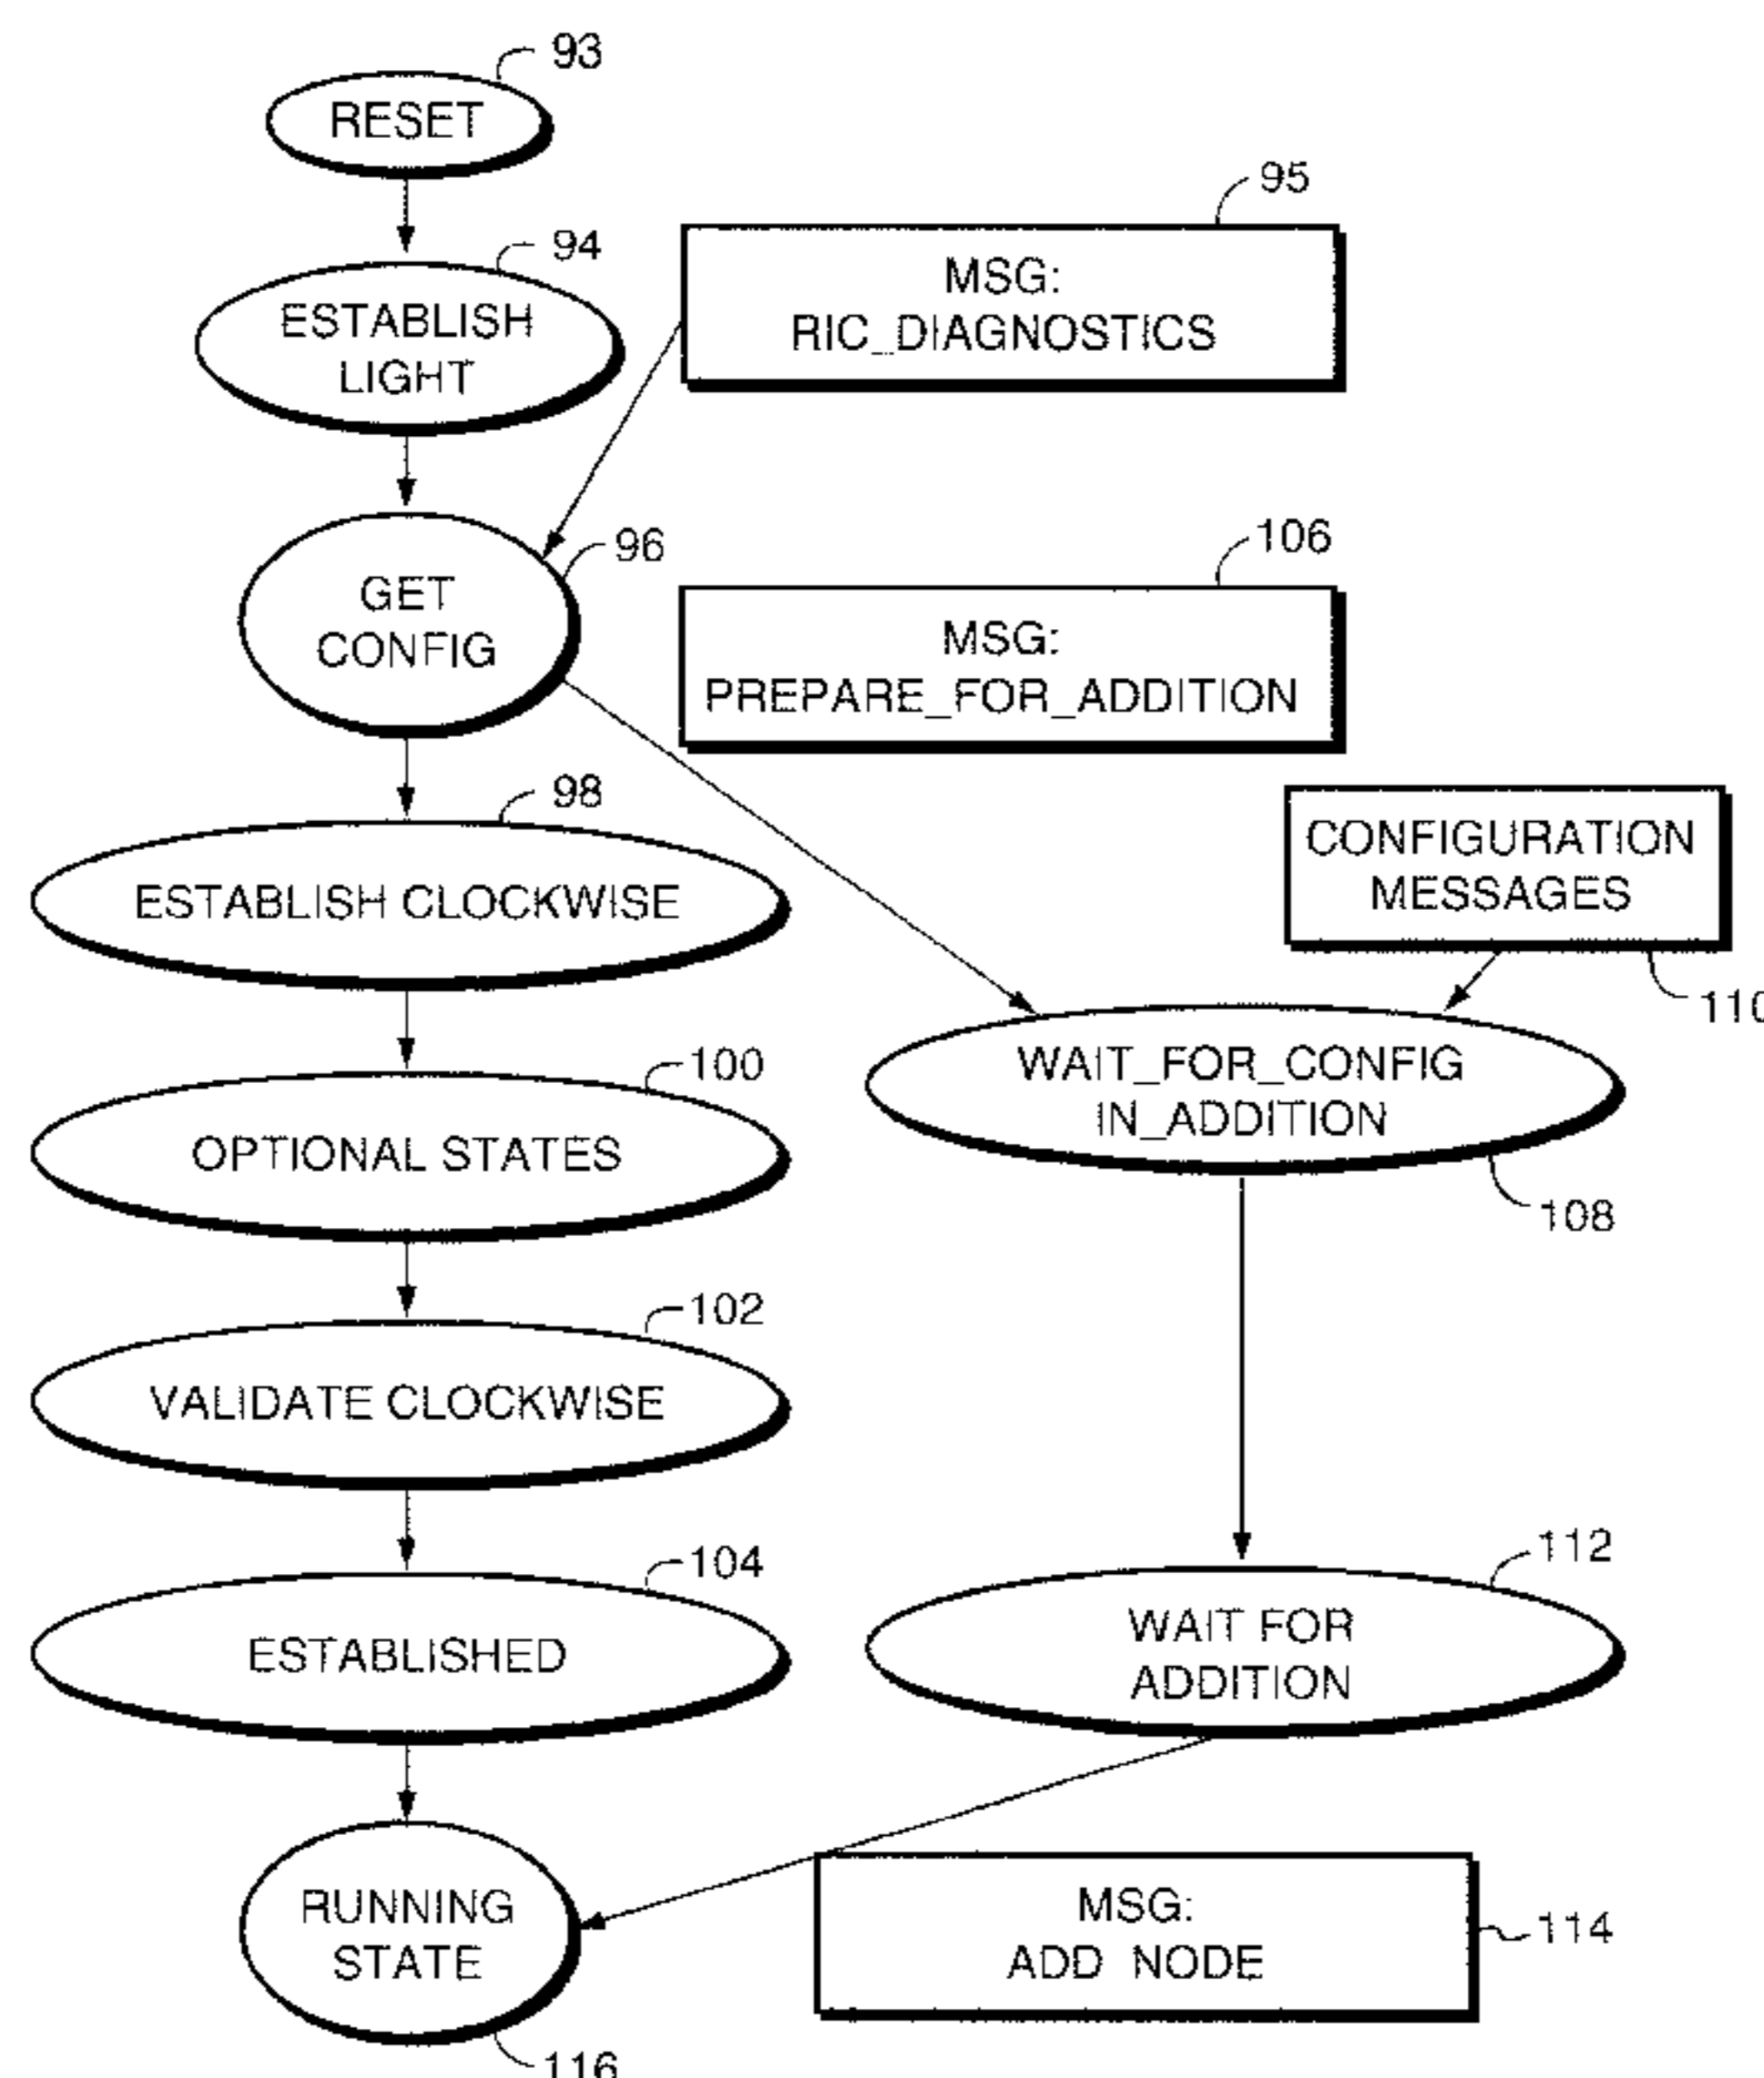 93
RESET
95
94
MSG:
RIC_DIAGNOSTICS
ESTABLISH
LIGHT
96
GET
CONFIG
106
MSG:
PREPARE_FOR_ADDITION
98
ESTABLISH CLOCKWISE
CONFIGURATION
MESSAGES
110
100
OPTIONAL STATES
WAIT_FOR_CONFIG
IN_ADDITION
108
102
VALIDATE CLOCKWISE
104
ESTABLISHED
112
WAIT FOR
ADDITION
RUNNING
STATE
116
MSG:
ADD NODE
114